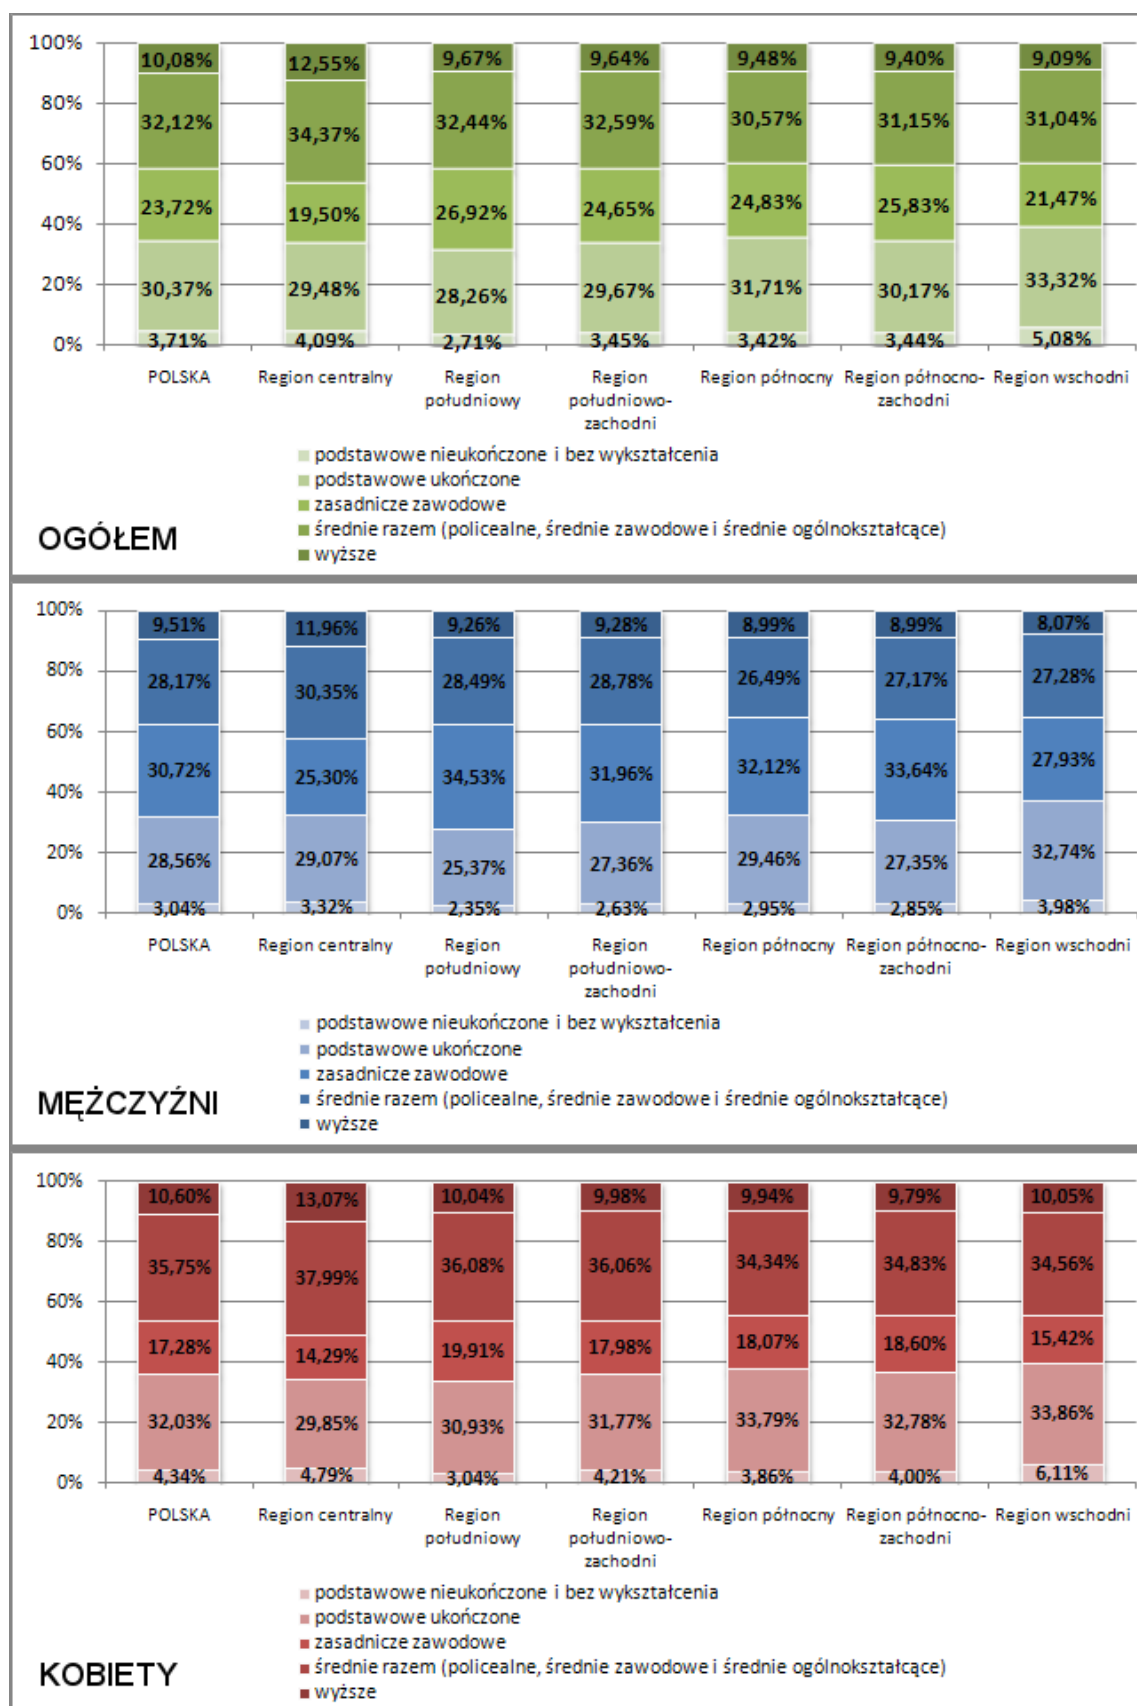 100%
80%
60%
40%
20%
0%
10,08% 12,55% 9,67% 9,64% 9,48% 9,40% 9,09%
32,12% 34,37% 32,44% 32,59% 30,57% 31,15% 31,04%
23,72% 19,50% 26,92% 24,65% 24,83% 25,83% 21,47%
30,37% 29,48% 28,26% 29,67% 31,71% 30,17% 33,32%
3,71% 4,09% 2,71% 3,45% 3,42% 3,44% 5,08%
POLSKA Region centralny Region Region Region północny Region północno- Region wschodni
południowy południowo- zachodni
zachodni
podstawowe nieukończone i bez wykształcenia
podstawowe ukończone
zasadnicze zawodowe
średnie razem (policealne, średnie zawodowe i średnie ogólnokształcące)
wyższe
OGÓŁEM
100%
80%
60%
40%
20%
0%
9,51% 11,96% 9,26% 9,28% 8,99% 8,99% 8,07%
28,17% 30,35% 28,49% 28,78% 26,49% 27,17% 27,28%
30,72% 25,30% 34,53% 31,96% 32,12% 33,64% 27,93%
28,56% 29,07% 25,37% 27,36% 29,46% 27,35% 32,74%
3,04% 3,32% 2,35% 2,63% 2,95% 2,85% 3,98%
POLSKA Region centralny Region Region Region północny Region północno- Region wschodni
południowy południowo- zachodni
zachodni
podstawowe nieukończone i bez wykształcenia
podstawowe ukończone
zasadnicze zawodowe
średnie razem (policealne, średnie zawodowe i średnie ogólnokształcące)
wyższe
MĘŻCZYŹNI
100%
80%
60%
40%
20%
0%
10,60% 13,07% 10,04% 9,98% 9,94% 9,79% 10,05%
35,75% 37,99% 36,08% 36,06% 34,34% 34,83% 34,56%
17,28% 14,29% 19,91% 17,98% 18,07% 18,60% 15,42%
32,03% 29,85% 30,93% 31,77% 33,79% 32,78% 33,86%
4,34% 4,79% 3,04% 4,21% 3,86% 4,00% 6,11%
POLSKA Region centralny Region Region Region północny Region północno- Region wschodni
południowy południowo- zachodni
zachodni
podstawowe nieukończone i bez wykształcenia
podstawowe ukończone
zasadnicze zawodowe
średnie razem (policealne, średnie zawodowe i średnie ogólnokształcące)
wyższe
KOBIETY